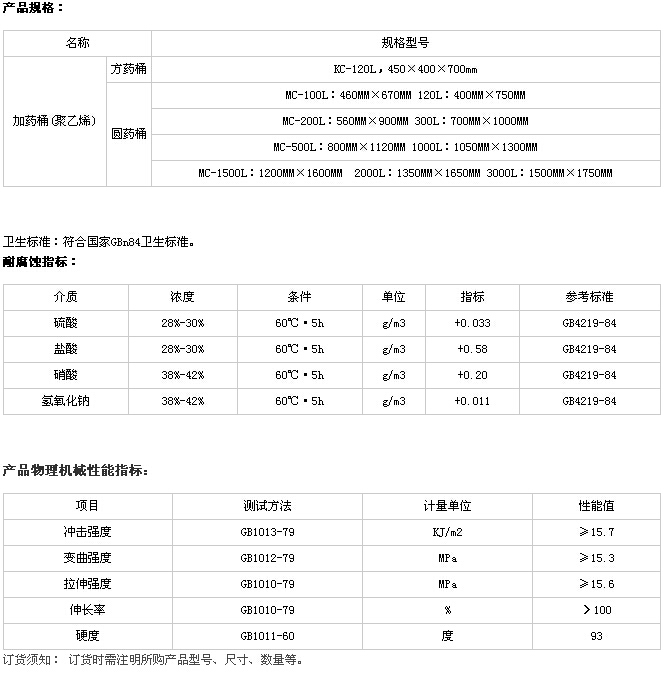 产品规格：
名称 规格型号
加药桶(聚乙烯) 方药桶 KC-120L，450×400×700mm
圆药桶 MC-100L：460MM×670MM 120L：400MM×750MM
MC-200L：560MM×900MM 300L：700MM×1000MM
MC-500L：800MM×1120MM 1000L：1050MM×1300MM
MC-1500L：1200MM×1600MM 2000L：1350MM×1650MM 3000L：1500MM×1750MM
卫生标准：符合国家GBn84卫生标准。
耐腐蚀指标：
介质 浓度 条件 单位 指标 参考标准
硫酸 28%-30% 60℃·5h g/m3 +0.033 GB4219-84
盐酸 28%-30% 60℃·5h g/m3 +0.58 GB4219-84
硝酸 38%-42% 60℃·5h g/m3 +0.20 GB4219-84
氢氧化钠 38%-42% 60℃·5h g/m3 +0.011 GB4219-84
产品物理机械性能指标：
项目 测试方法 计量单位 性能值
冲击强度 GB1013-79 KJ/m2 ≥15.7
变曲强度 GB1012-79 MPa ≥15.3
拉伸强度 GB1010-79 MPa ≥15.6
伸长率 GB1010-79 % ＞100
硬度 GB1011-60 度 93
订货须知： 订货时需注明所购产品型号、尺寸、数量等。